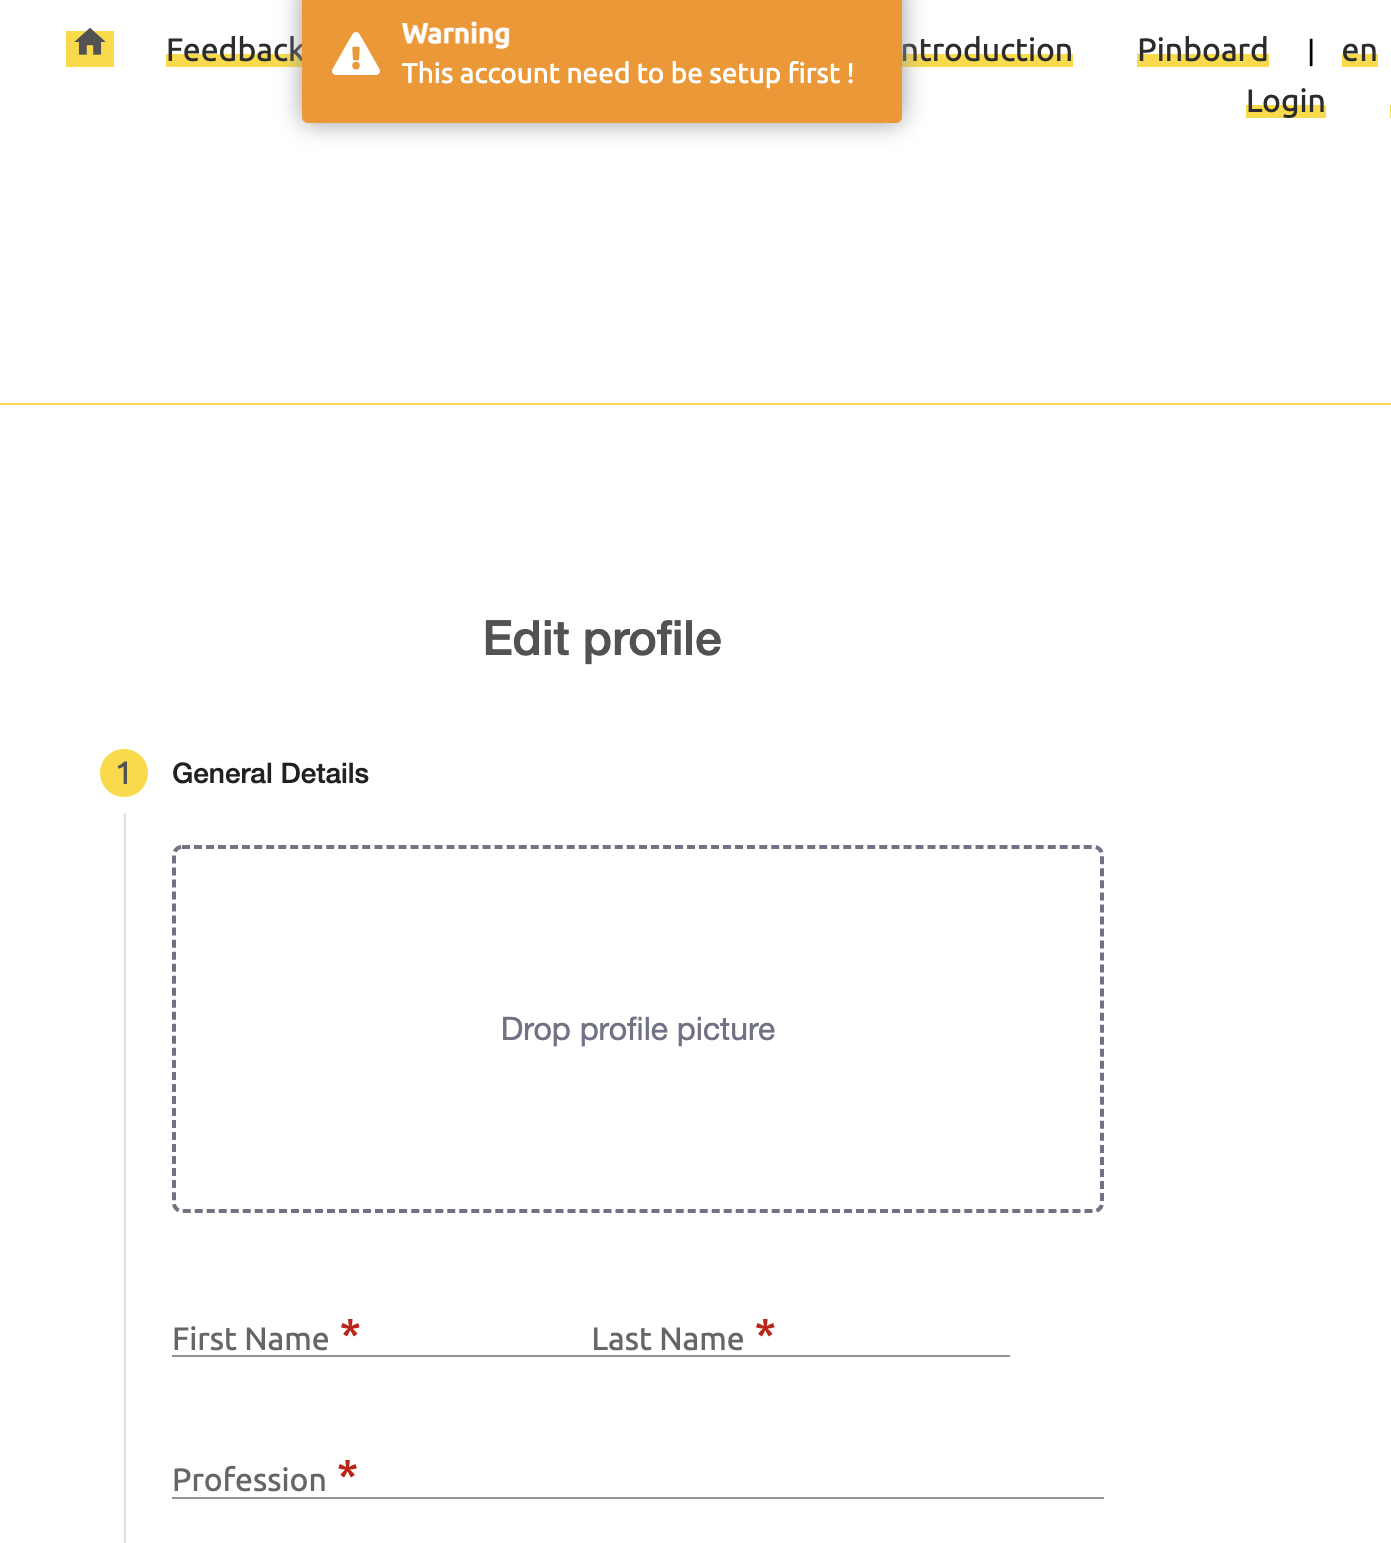 Feedback
Warning
This account need to be setup first !
ntroduction
Pinboard | en
Login
Edit profile
1 General Details
Drop profile picture
First Name * Last Name *
Profession *